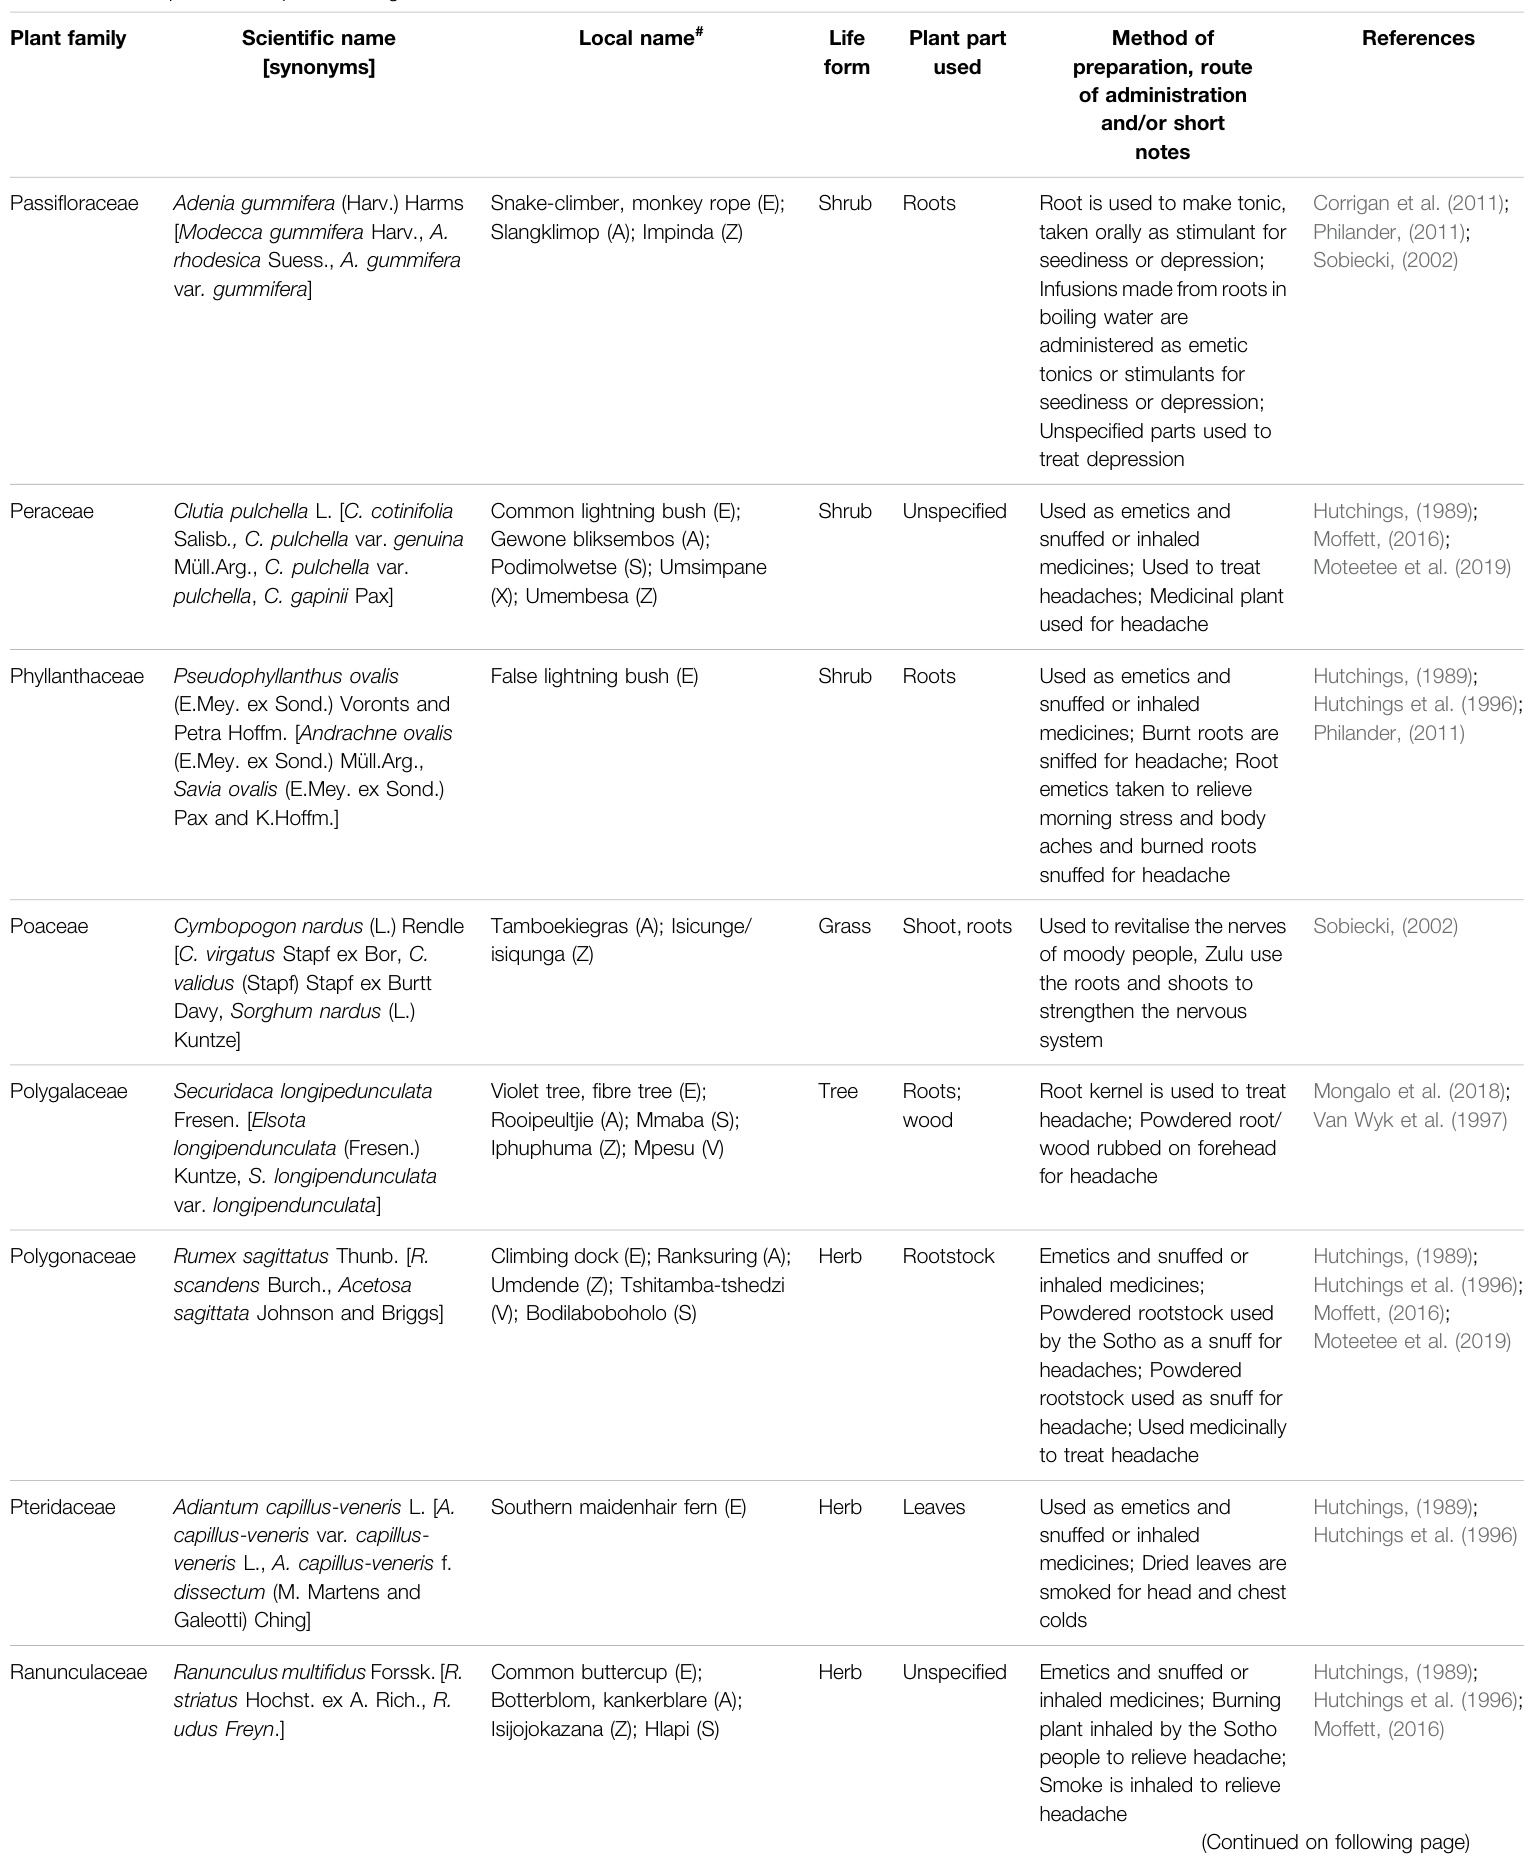 Plant family Scientific name Local name# Life Plant part Method of References
[synonyms] form used preparation, route
of administration
and/or short
notes
Passifloraceae Adenia gummifera (Harv.) Harms Snake-climber, monkey rope (E); Shrub Roots Root is used to make tonic, Corrigan et al. (2011);
[Modecca gummifera Harv., A. Slangklimop (A); Impinda (Z) taken orally as stimulant for Philander, (2011);
rhodesica Suess., A. gummifera seediness or depression; Sobiecki, (2002)
var. gummifera] Infusions made from roots in
boiling water are
administered as emetic
tonics or stimulants for
seediness or depression;
Unspecified parts used to
treat depression
Peraceae Clutia pulchella L. [C. cotinifolia Common lightning bush (E); Shrub Unspecified Used as emetics and Hutchings, (1989);
Salisb., C. pulchella var. genuina Gewone bliksembos (A); snuffed or inhaled Moffett, (2016);
Müll.Arg., C. pulchella var. Podimolwetse (S); Umsimpane medicines; Used to treat Moteetee et al. (2019)
pulchella, C. gapinii Pax] (X); Umembesa (Z) headaches; Medicinal plant
used for headache
Phyllanthaceae Pseudophyllanthus ovalis False lightning bush (E) Shrub Roots Used as emetics and Hutchings, (1989);
(E.Mey. ex Sond.) Voronts and snuffed or inhaled Hutchings et al. (1996);
Petra Hoffm. [Andrachne ovalis medicines; Burnt roots are Philander, (2011)
(E.Mey. ex Sond.) Müll.Arg., sniffed for headache; Root
Savia ovalis (E.Mey. ex Sond.) emetics taken to relieve
Pax and K.Hoffm.] morning stress and body
aches and burned roots
snuffed for headache
Poaceae Cymbopogon nardus (L.) Rendle Tamboekiegras (A); Isicunge/ Grass Shoot, roots Used to revitalise the nerves Sobiecki, (2002)
[C. virgatus Stapf ex Bor, C. isiqunga (Z) of moody people, Zulu use
validus (Stapf) Stapf ex Burtt the roots and shoots to
Davy, Sorghum nardus (L.) strengthen the nervous
Kuntze] system
Polygalaceae Securidaca longipedunculata Violet tree, fibre tree (E); Tree Roots; Root kernel is used to treat Mongalo et al. (2018);
Fresen. [Elsota Rooipeultjie (A); Mmaba (S); wood headache; Powdered root/ Van Wyk et al. (1997)
longipendunculata (Fresen.) Iphuphuma (Z); Mpesu (V) wood rubbed on forehead
Kuntze, S. longipendunculata for headache
var. longipendunculata]
Polygonaceae Rumex sagittatus Thunb. [R. Climbing dock (E); Ranksuring (A); Herb Rootstock Emetics and snuffed or Hutchings, (1989);
scandens Burch., Acetosa Umdende (Z); Tshitamba-tshedzi inhaled medicines; Hutchings et al. (1996);
sagittata Johnson and Briggs] (V); Bodilaboboholo (S) Powdered rootstock used Moffett, (2016);
by the Sotho as a snuff for Moteetee et al. (2019)
headaches; Powdered
rootstock used as snuff for
headache; Used medicinally
to treat headache
Pteridaceae Adiantum capillus-veneris L. [A. Southern maidenhair fern (E) Herb Leaves Used as emetics and Hutchings, (1989);
capillus-veneris var. capillus- snuffed or inhaled Hutchings et al. (1996)
veneris L., A. capillus-veneris f. medicines; Dried leaves are
dissectum (M. Martens and smoked for head and chest
Galeotti) Ching] colds
Ranunculaceae Ranunculus multifidus Forssk. [R. Common buttercup (E); Herb Unspecified Emetics and snuffed or Hutchings, (1989);
striatus Hochst. ex A. Rich., R. Botterblom, kankerblare (A); inhaled medicines; Burning Hutchings et al. (1996);
udus Freyn.] Isijojokazana (Z); Hlapi (S) plant inhaled by the Sotho Moffett, (2016)
people to relieve headache;
Smoke is inhaled to relieve
headache
(Continued on following page)